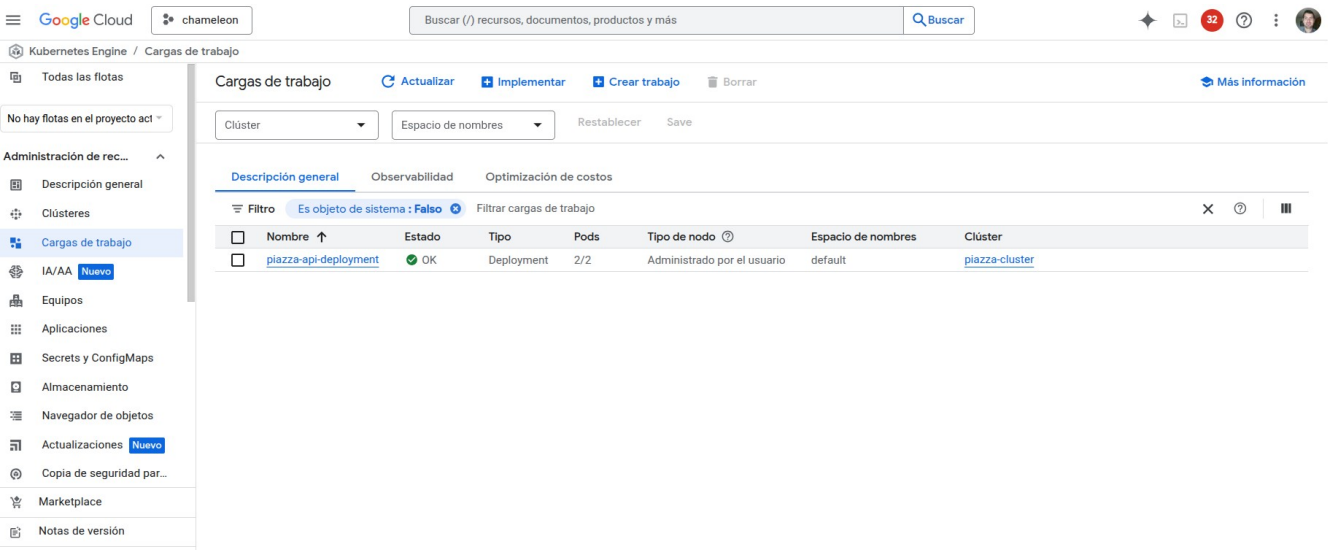 Google Cloud
chameleon
Buscar (/) recursos, documentos, productos y más
Buscar
32
Kubernetes Engine / Cargas de trabajo
Todas las flotas
No hay flotas en el proyecto act
Administración de rec...
Descripción general
Clústeres
Cargas de trabajo
IA/AA Nuevo
Equipos
Aplicaciones
Secrets y ConfigMaps
Almacenamiento
Navegador de objetos
Actualizaciones Nuevo
Copia de seguridad par...
Marketplace
Notas de versión
Cargas de trabajo Actualizar Implementar Crear trabajo Borrar Más información
Clúster Espacio de nombres Restablecer Save
Descripción general Observabilidad Optimización de costos
Filtro Es objeto de sistema : Falso Filtrar cargas de trabajo
Nombre Estado Tipo Pods Tipo de nodo Espacio de nombres Clúster
piazza-api-deployment OK Deployment 2/2 Administrado por el usuario default piazza-cluster